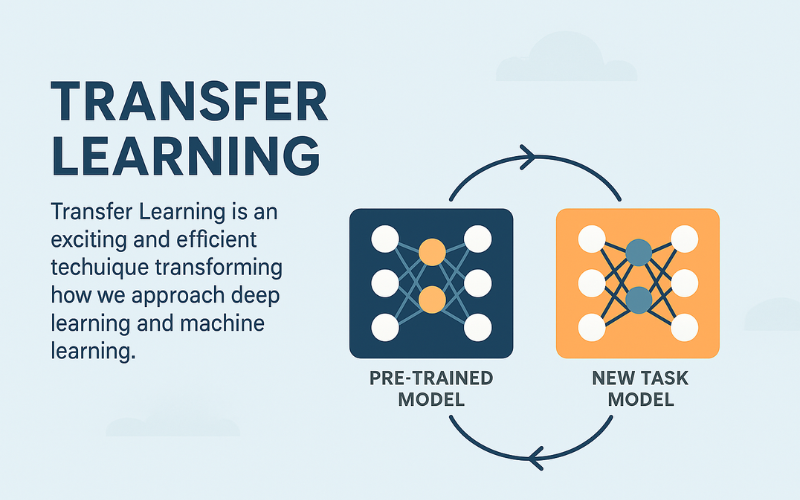 TRANSFER
LEARNING
Transfer Learning is an
exciting and efficient
techuique transforming
how we approach deep
learning and machine
learning.
PRE-TRAINED
MODEL
NEW TASK
MODEL